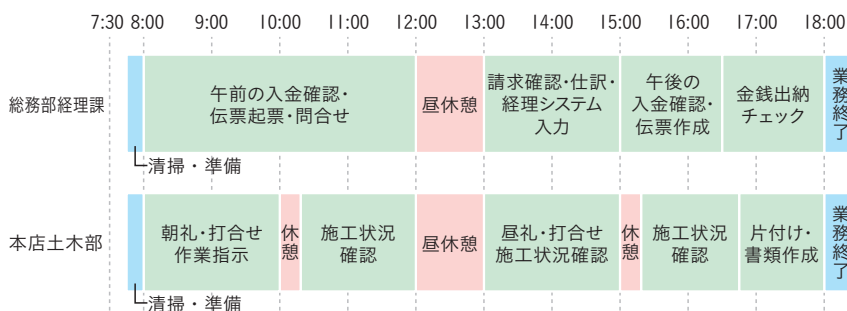 7:30 8:00 9:00 10:00 11:00 12:00 13:00 14:00 15:00 16:00 17:00 18:00
総務部経理課
午前の入金確認・
伝票起票・問合せ
昼休憩
請求確認・仕訳・
経理システム
入力
午後の
入金確認・
伝票作成
金銭出納
チェック
業務終了
清掃・準備
本店土木部
朝礼・打合せ
作業指示
休憩
施工状況
確認
昼休憩
昼礼・打合せ
施工状況確認
休憩
施工状況
確認
片付け・
書類作成
業務終了
清掃・準備